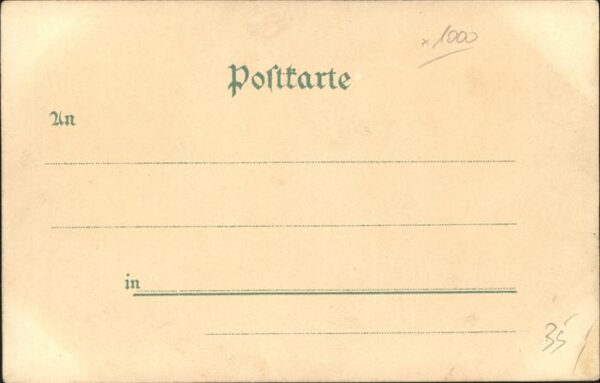 ×1000
Poſtkarte
An
in
35